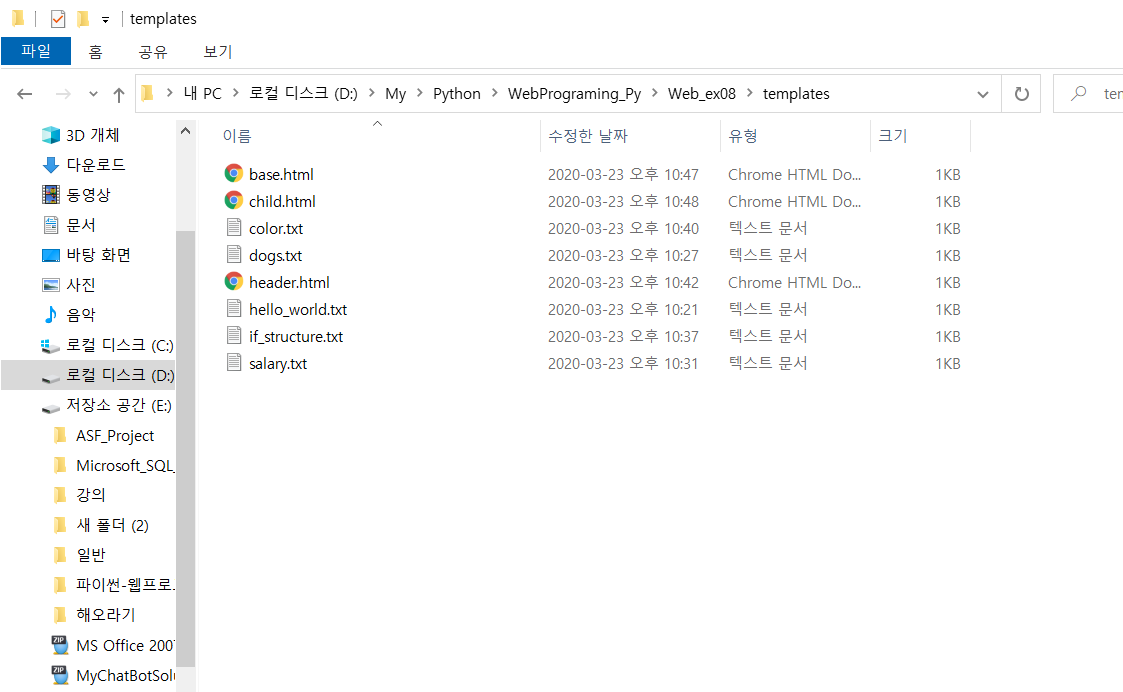 templates
파일 홈 공유 보기
내 PC 로컬 디스크 (D:) My Python WebPrograming_Py Web_ex08 templates ter
3D 개체
다운로드
동영상
문서
바탕 화면
사진
음악
로컬 디스크 (C:)
로컬 디스크 (D:)
저장소 공간 (E:)
ASF_Project
Microsoft_SQL_
강의
새 폴더 (2)
일반
파이썬-웹프로.
해오라기
ZIP MS Office 2007
ZIP MyChatBotSolu
이름 수정한 날짜 유형 크기
base.html 2020-03-23 오후 10:47 Chrome HTML Do... 1KB
child.html 2020-03-23 오후 10:48 Chrome HTML Do... 1KB
color.txt 2020-03-23 오후 10:40 텍스트 문서 1KB
dogs.txt 2020-03-23 오후 10:27 텍스트 문서 1KB
header.html 2020-03-23 오후 10:42 Chrome HTML Do... 1KB
hello_world.txt 2020-03-23 오후 10:21 텍스트 문서 1KB
if_structure.txt 2020-03-23 오후 10:37 텍스트 문서 1KB
salary.txt 2020-03-23 오후 10:31 텍스트 문서 1KB